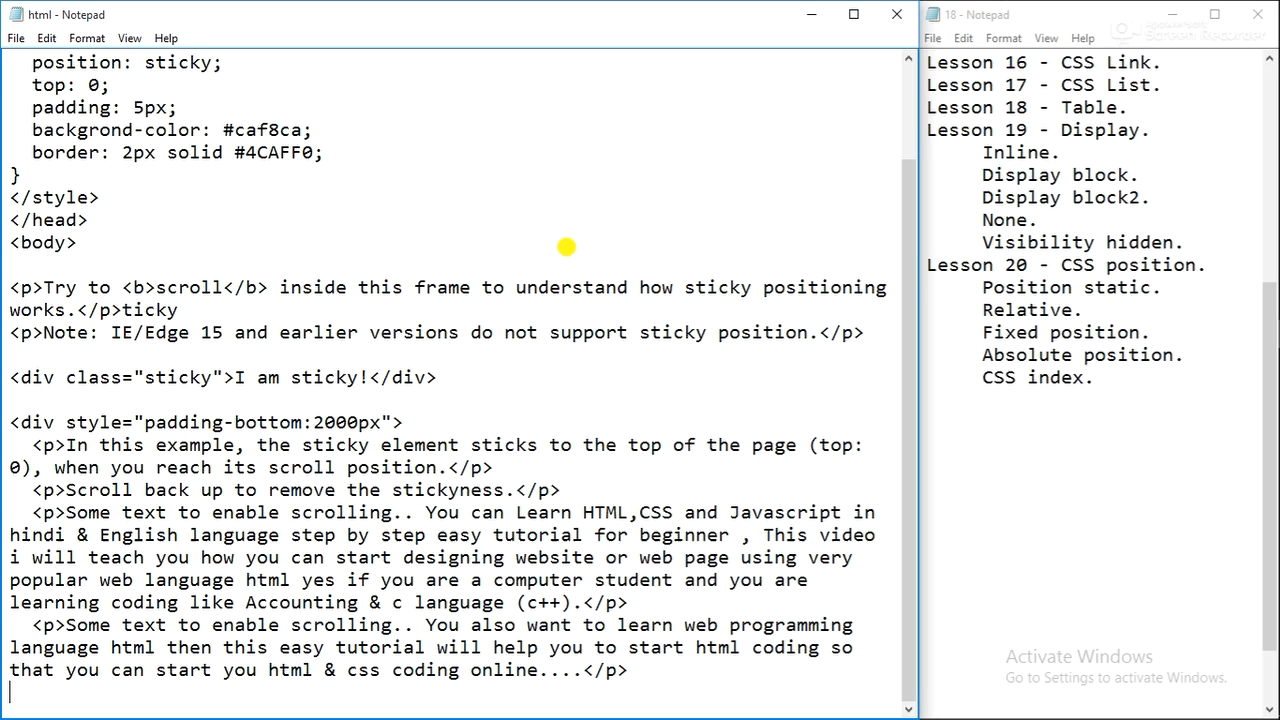 html - Notepad
File Edit Format View Help
position: sticky;
top: 0;
padding: 5px;
backgrond-color: #caf8ca;
border: 2px solid #4CAFF0;
}
</style>
</head>
<body>
<p>Try to <b>scroll</b> inside this frame to understand how sticky positioning
works.</p>ticky
<p>Note: IE/Edge 15 and earlier versions do not support sticky position.</p>
<div class="sticky">I am sticky!</div>
<div style="padding-bottom:2000px">
<p>In this example, the sticky element sticks to the top of the page (top:
0), when you reach its scroll position.</p>
<p>Scroll back up to remove the stickyness.</p>
<p>Some text to enable scrolling.. You can Learn HTML,CSS and Javascript in
hindi & English language step by step easy tutorial for beginner , This video
i will teach you how you can start designing website or web page using very
popular web language html yes if you are a computer student and you are
learning coding like Accounting & c language (c++).</p>
<p>Some text to enable scrolling.. You also want to learn web programming
language html then this easy tutorial will help you to start html coding so
that you can start you html & css coding online....</p>
18 - Notepad
File Edit Format View Help
Screen Recorder
Lesson 16 - CSS Link.
Lesson 17 - CSS List.
Lesson 18 - Table.
Lesson 19 - Display.
Inline.
Display block.
Display block2.
None.
Visibility hidden.
Lesson 20 - CSS position.
Position static.
Relative.
Fixed position.
Absolute position.
CSS index.
Activate Windows
Go to Settings to activate Windows.